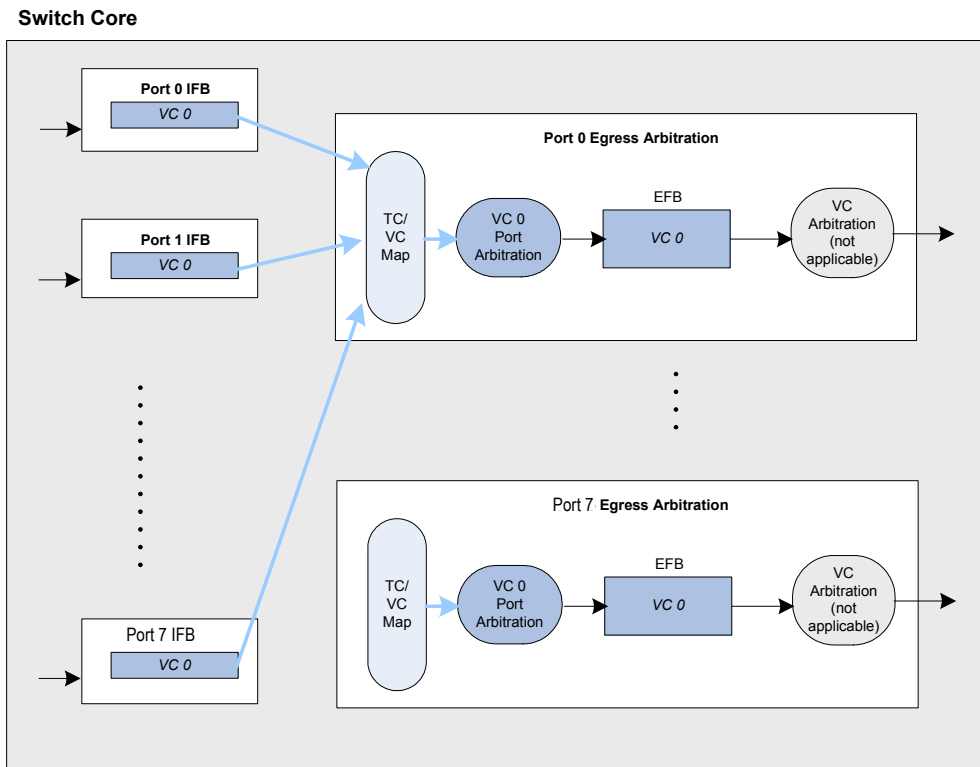 Switch Core
Port 0 IFB
VC 0
Port 1 IFB
VC 0
Port 7 IFB
VC 0
Port 0 Egress Arbitration
TC/
VC
Map
VC 0
Port
Arbitration
EFB
VC 0
VC
Arbitration
(not
applicable)
Port 7 Egress Arbitration
TC/
VC
Map
VC 0
Port
Arbitration
EFB
VC 0
VC
Arbitration
(not
applicable)